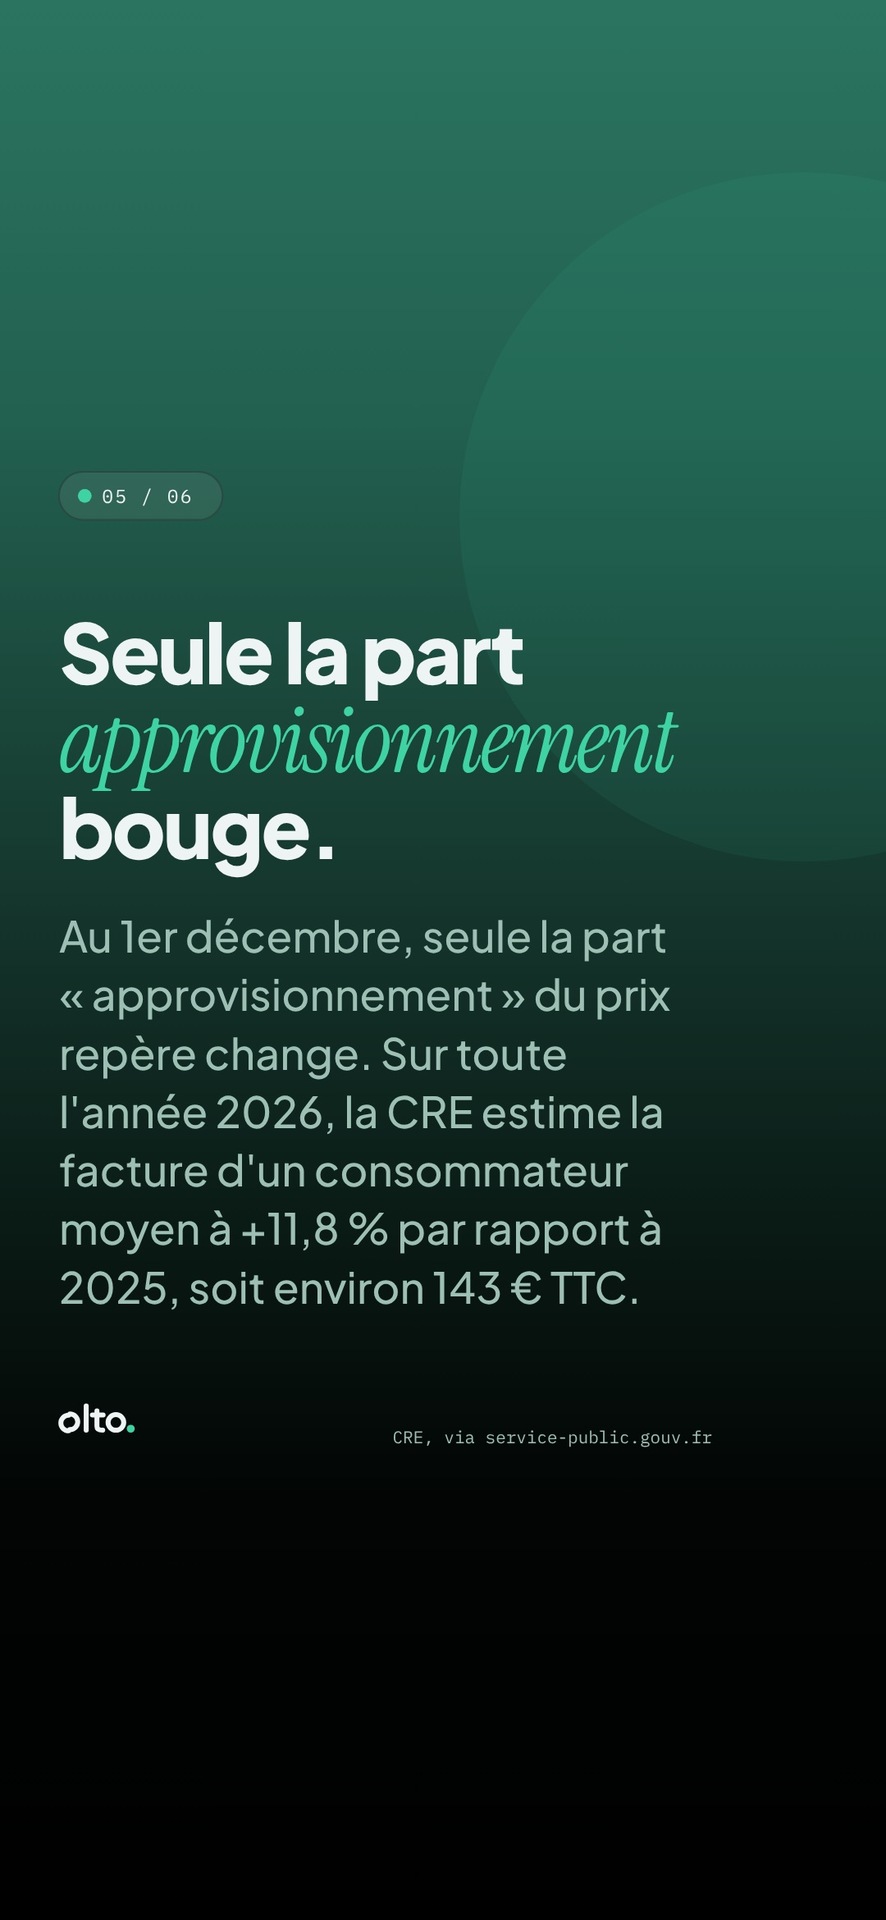 05 / 06
Seule la part
approvisionnement
bouge.
Au 1er décembre, seule la part
« approvisionnement » du prix
repère change. Sur toute
l'année 2026, la CRE estime la
facture d'un consommateur
moyen à +11,8 % par rapport à
2025, soit environ 143 € TTC.
olto.
CRE, via service-public.gouv.fr